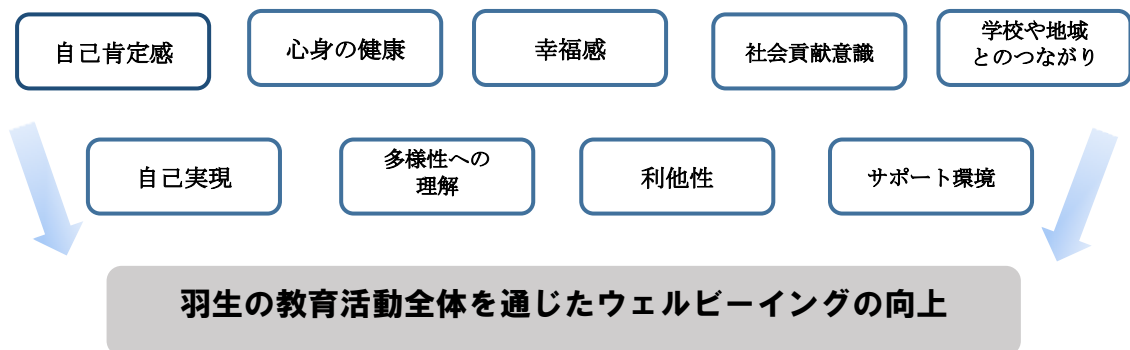 自己肯定感
心身の健康
幸福感
社会貢献意識
学校や地域
とのつながり
自己実現
多様性への
理解
利他性
サポート環境
羽生の教育活動全体を通じたウェルビーイングの向上